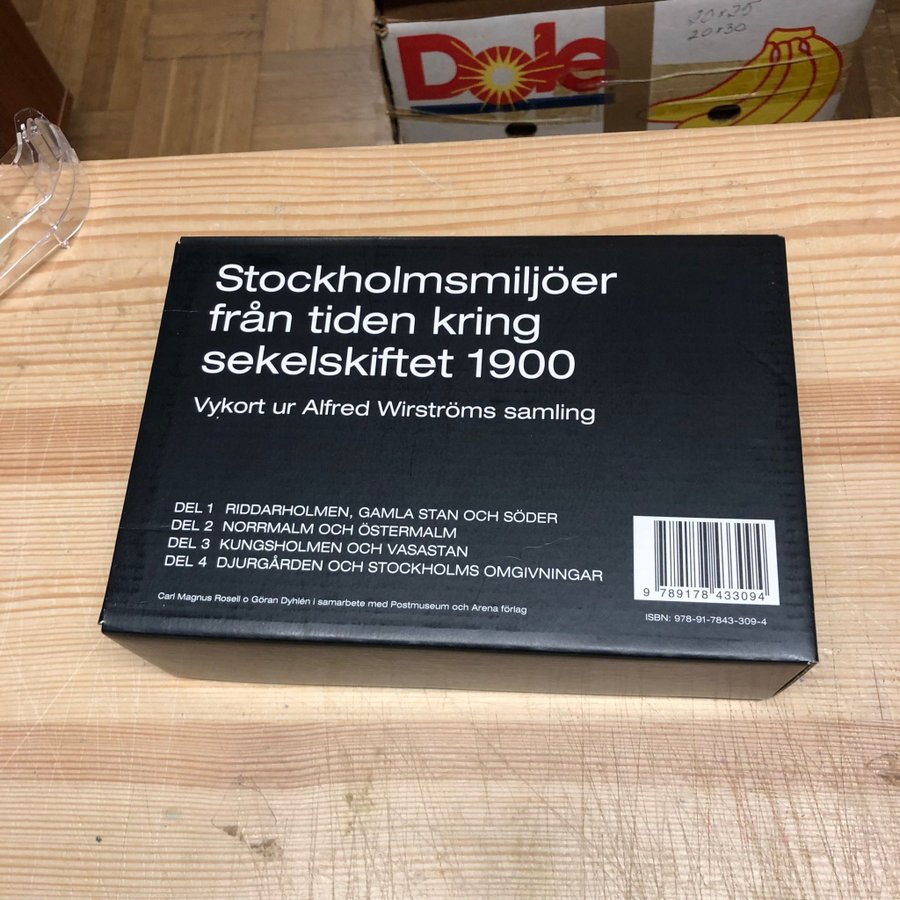 Dole
20x25
20x30
Stockholmsmiljöer
från tiden kring
sekelskiftet 1900
Vykort ur Alfred Wirströms samling
DEL 1 RIDDARHOLMEN, GAMLA STAN OCH SÖDER
DEL 2 NORRMALM OCH ÖSTERMALM
DEL 3 KUNGSHOLMEN OCH VASASTAN
DEL 4 DJURGÅRDEN OCH STOCKHOLMS OMGIVNINGAR
Carl Magnus Rosell o Göran Dyhlén i samarbete med Postmuseum och Arena förlag
9 789178 433094
ISBN: 978-91-7843-309-4